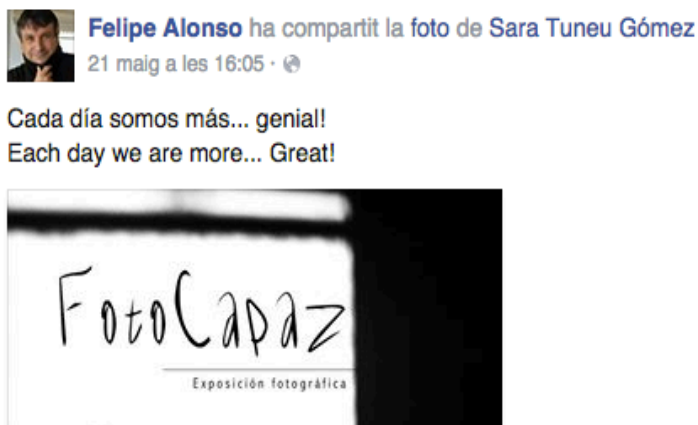 Felipe Alonso ha compartit la foto de Sara Tuneu Gómez
21 maig a les 16:05 ·
Cada día somos más... genial!
Each day we are more... Great!
FotoCapaz
Exposición fotográfica